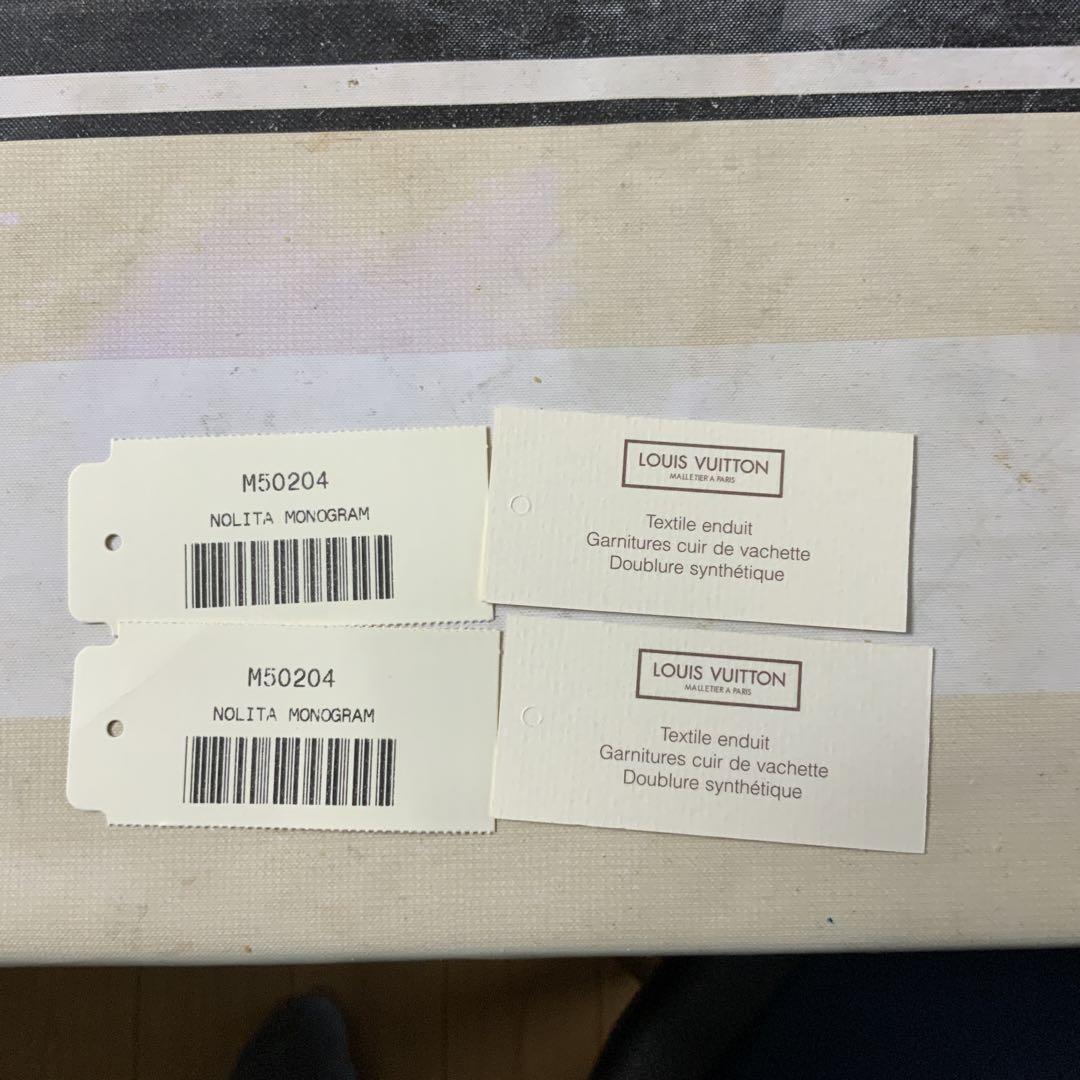 M50204
NOLITA MONOGRAM
LOUIS VUITTON
MALLETIER A PARIS
Textile enduit
Garnitures cuir de vachette
Doublure synthétique
M50204
NOLITA MONOGRAM
LOUIS VUITTON
MALLETIER A PARIS
Textile enduit
Garnitures cuir de vachette
Doublure synthétique